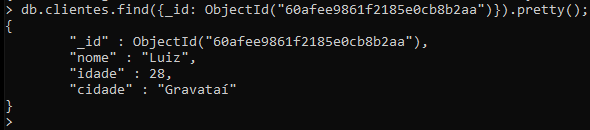 > db.clientes.find({_id: ObjectId("60afee9861f2185e0cb8b2aa")}).pretty();
{
        "_id" : ObjectId("60afee9861f2185e0cb8b2aa"),
        "nome" : "Luiz",
        "idade" : 28,
        "cidade" : "Gravataí"
}
>